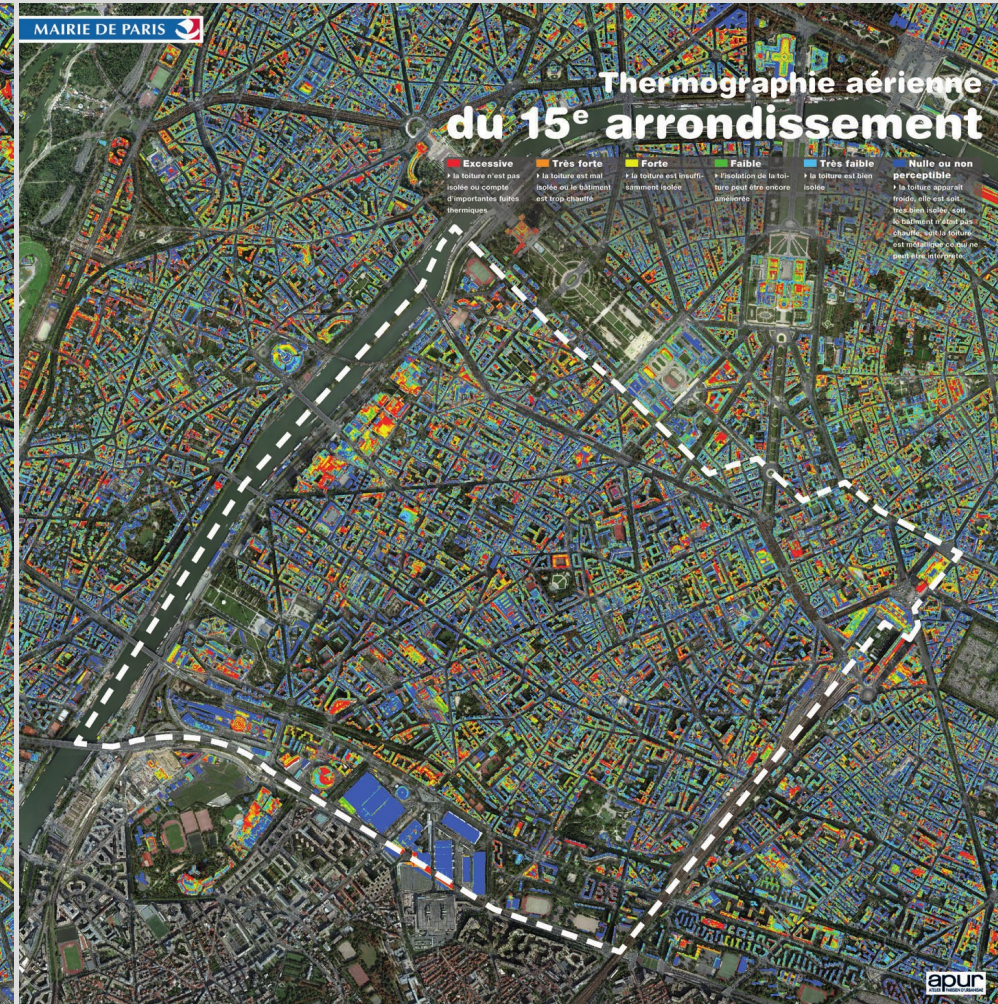 MAIRIE DE PARIS
Thermographie aérienne
du 15e arrondissement
Excessive
la toiture n'est pas
isolée ou compte
d'importantes fuites
thermiques
Très forte
la toiture est mal
isolée ou le bâtiment
est trop chauffé
Forte
la toiture est insuffi-
samment isolée
Faible
l'isolation de la toi-
ture peut être encore
améliorée
Très faible
la toiture est bien
isolée
Nulle ou non
perceptible
la toiture apparaît
froide, elle est soit
très bien isolée, soit
le bâtiment n'était pas
chauffé, soit la toiture
est métallique ce qui ne
peut être interprété
apur
ATELIER PARISIEN D'URBANISME